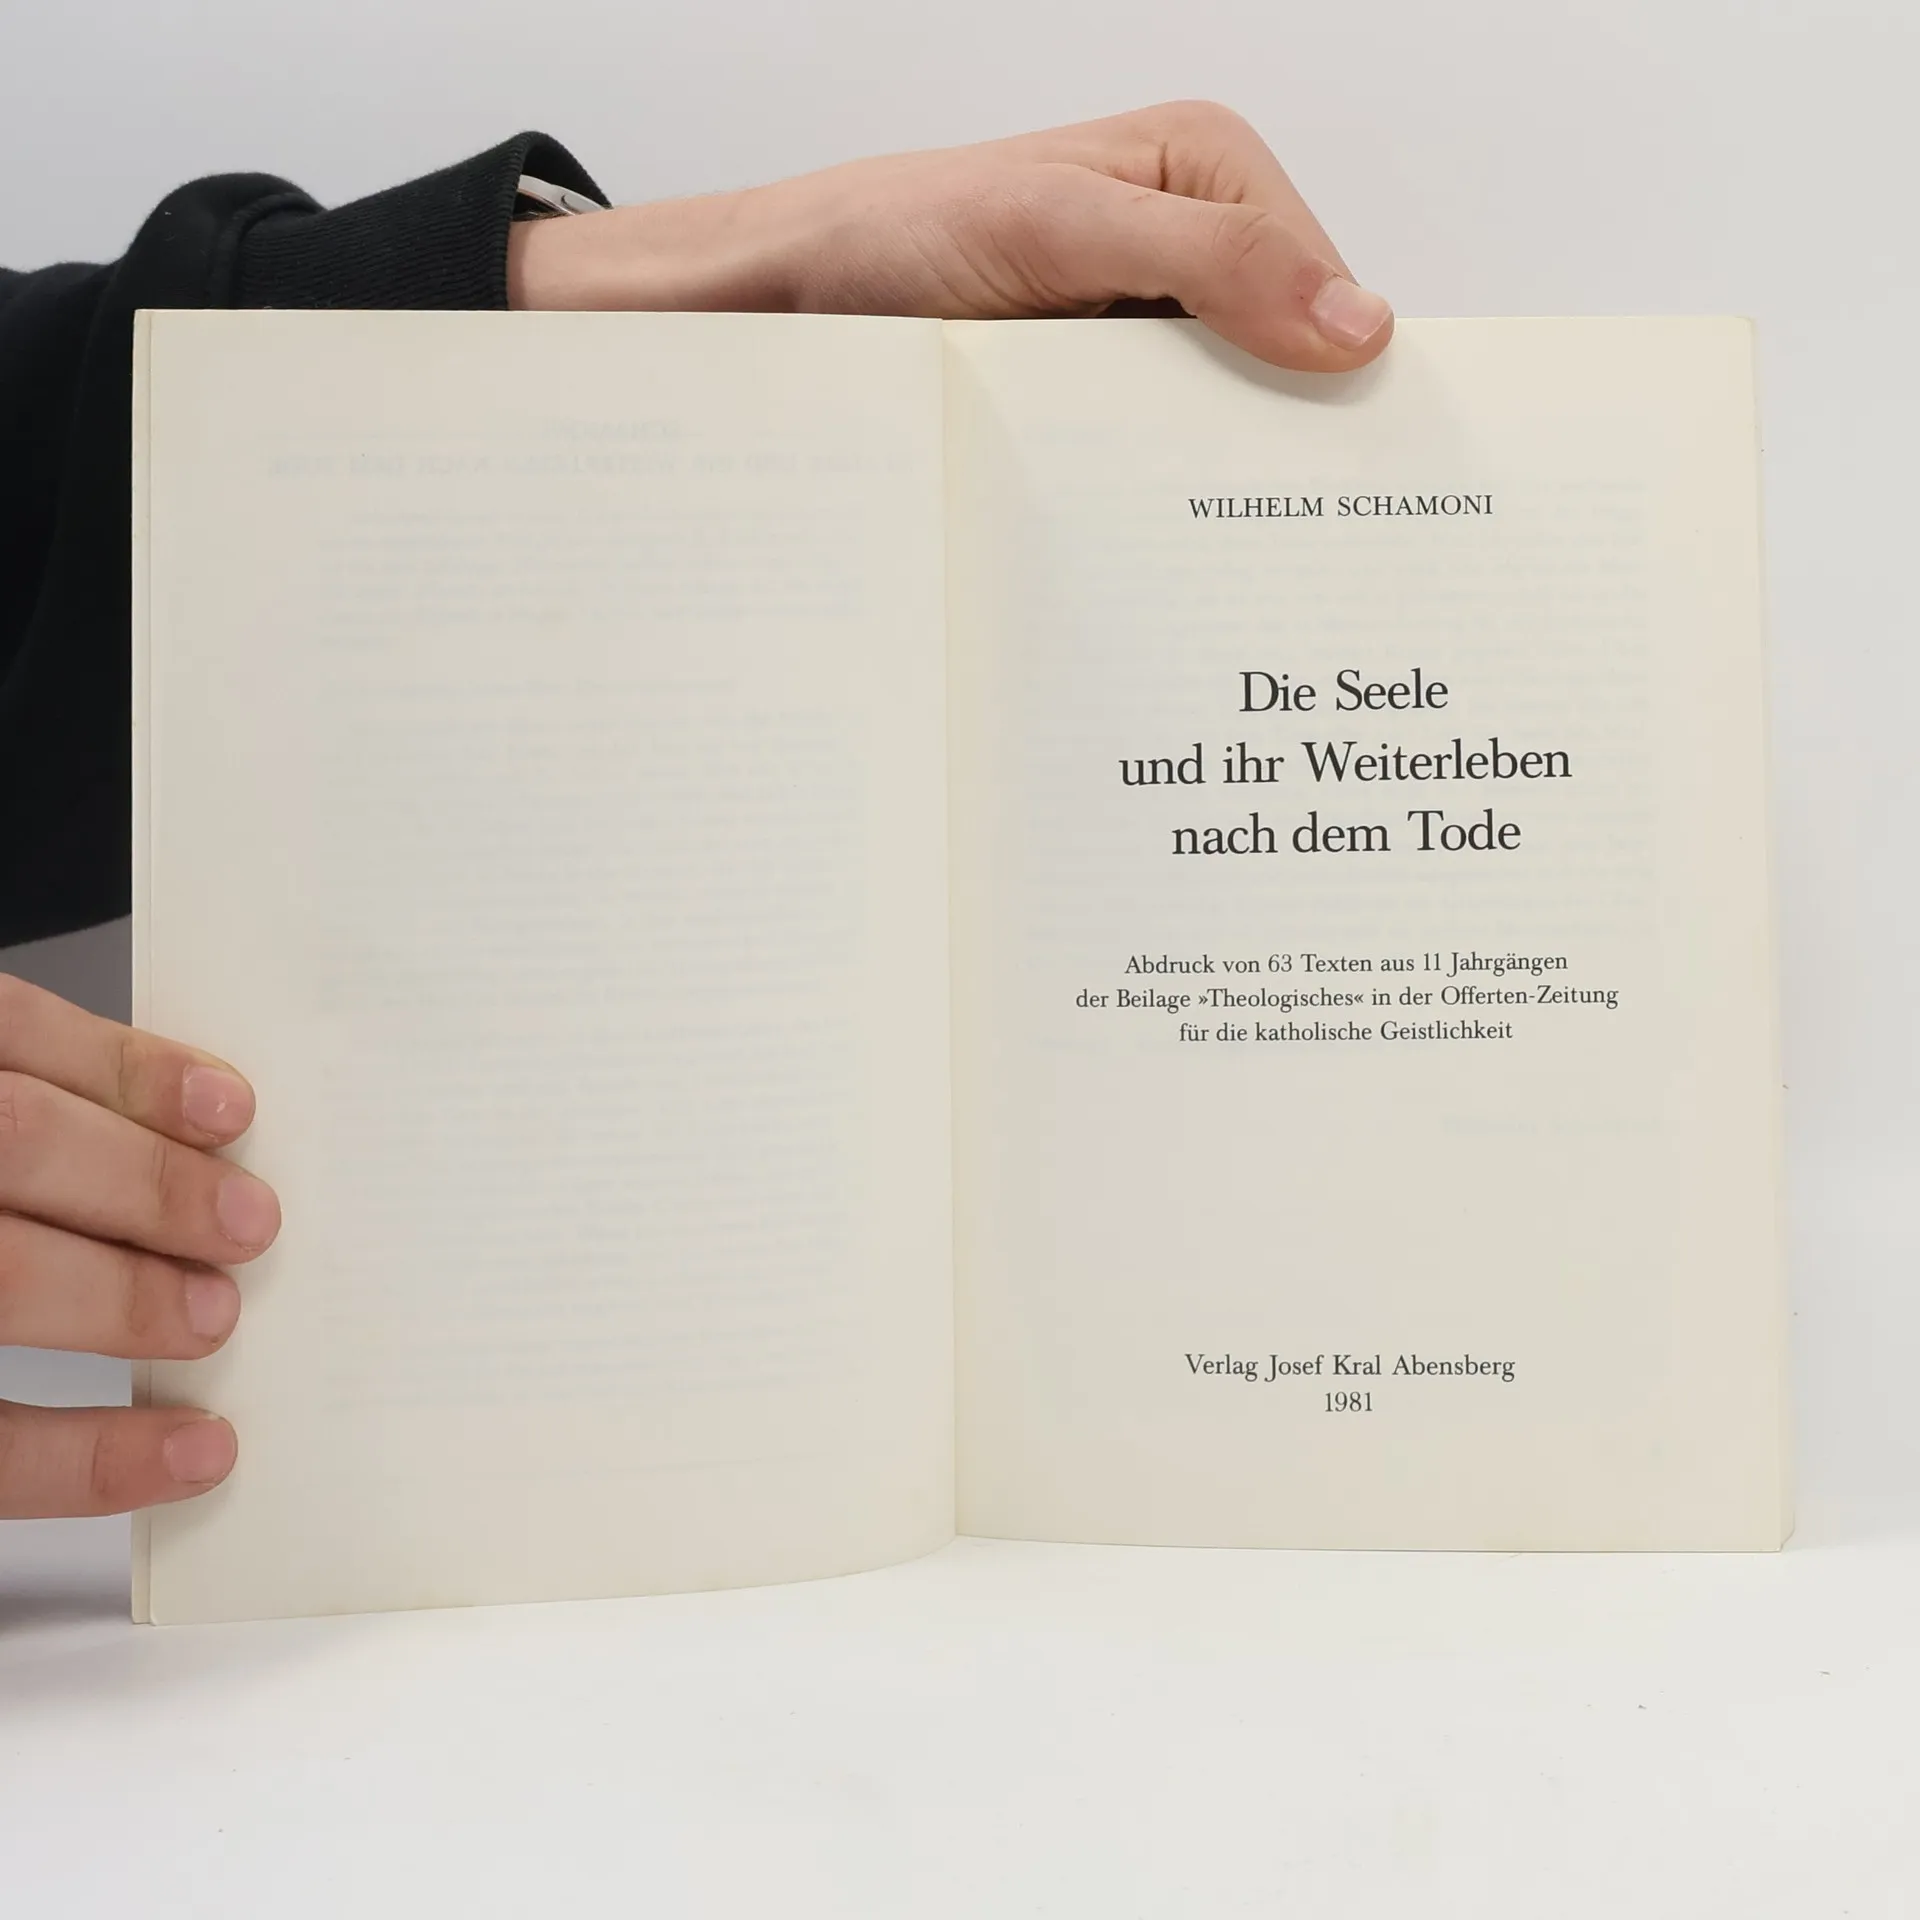 WILHELM SCHAMONI
Die Seele
und ihr Weiterleben
nach dem Tode
Abdruck von 63 Texten aus 11 Jahrgängen
der Beilage »Theologisches« in der Offerten-Zeitung
für die katholische Geistlichkeit
Verlag Josef Kral Abensberg
1981